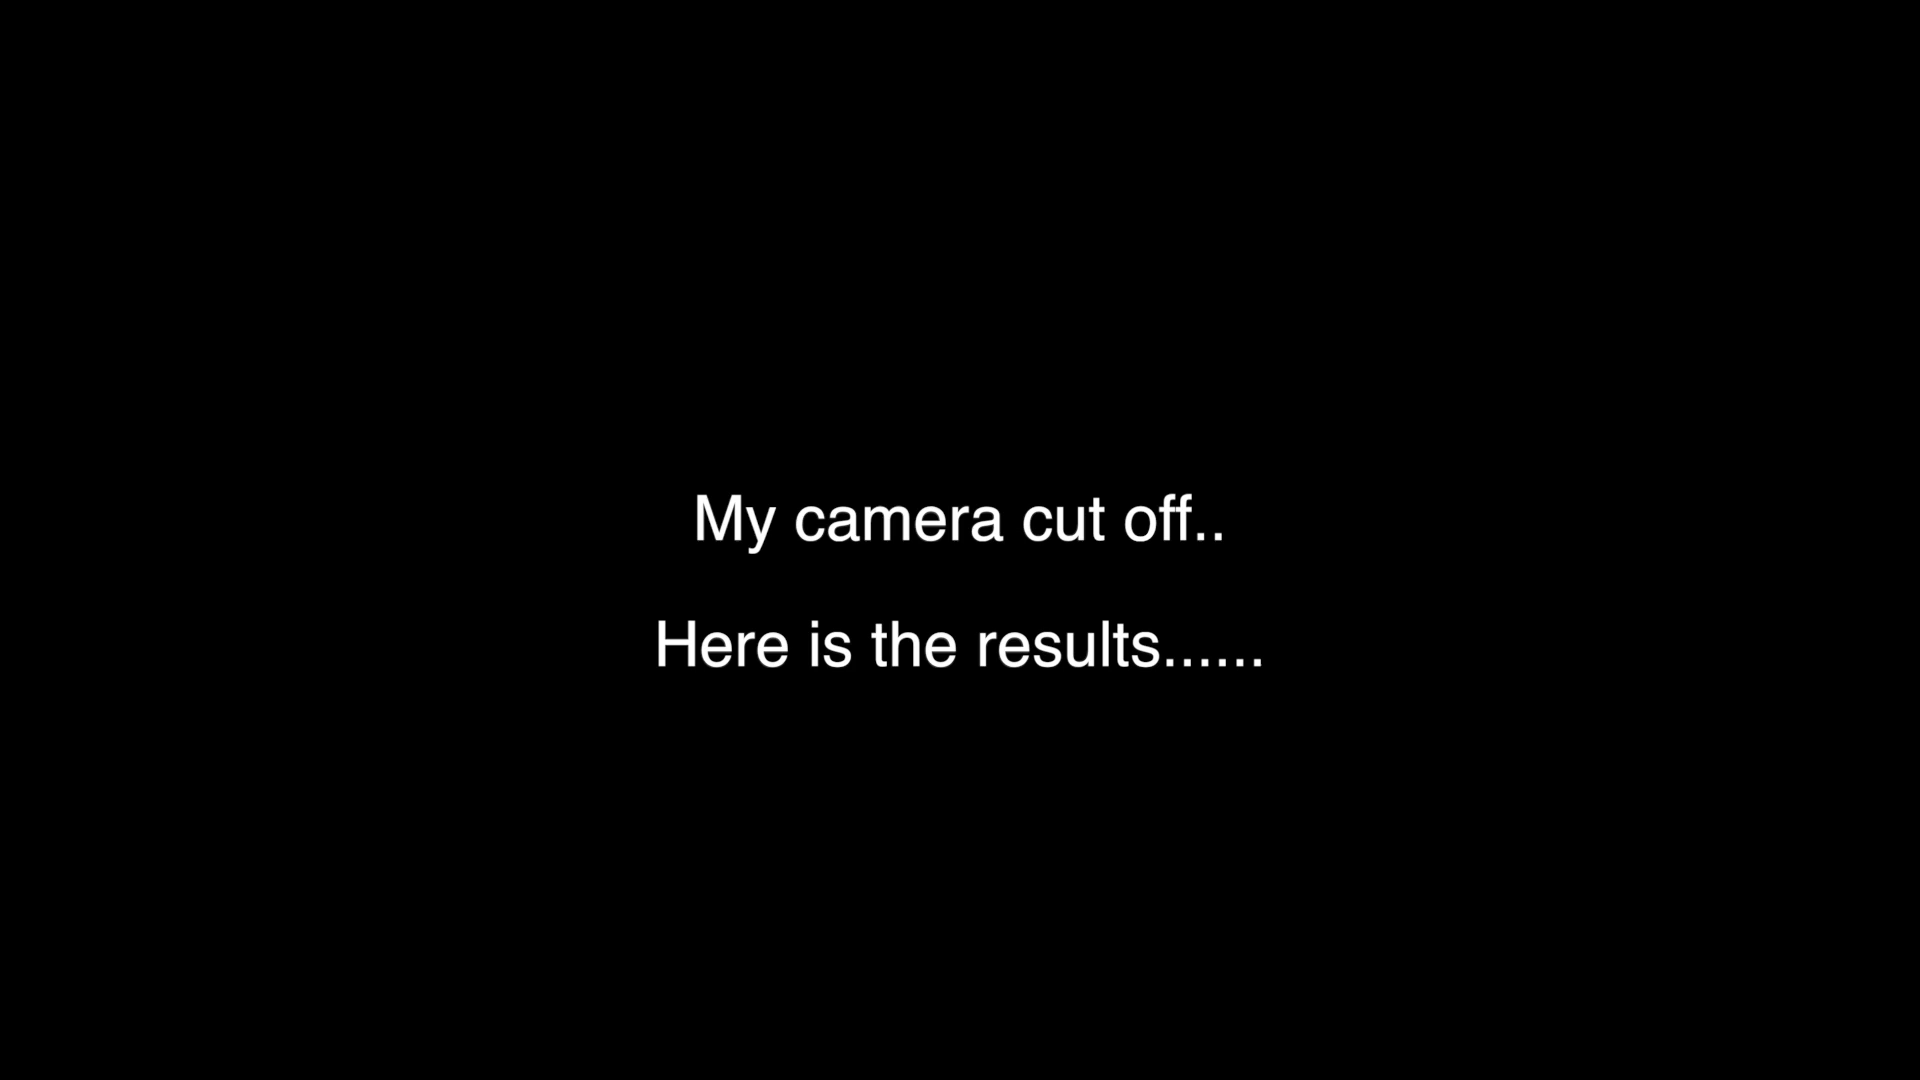 My camera cut off..
Here is the results......